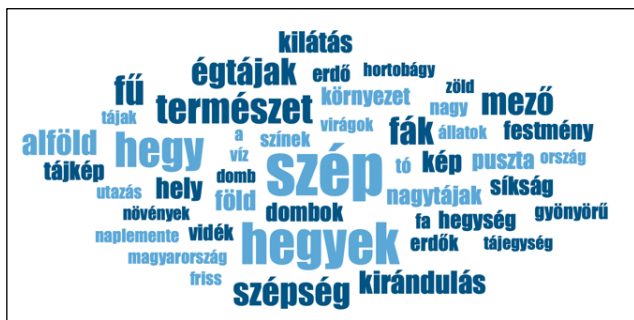 kilátás
égtájak erdő hortobágy
fű környezet zöld
tájak természet nagy mező
virágok
alföld hegy a színek fák állatok festmény
tájkép víz szép tó kép puszta ország
utazás hely domb nagytájak síkság
növények föld dombok fa hegység gyönyörű
naplemente vidék hegyek erdők tájegység
magyarország
friss szépség kirándulás